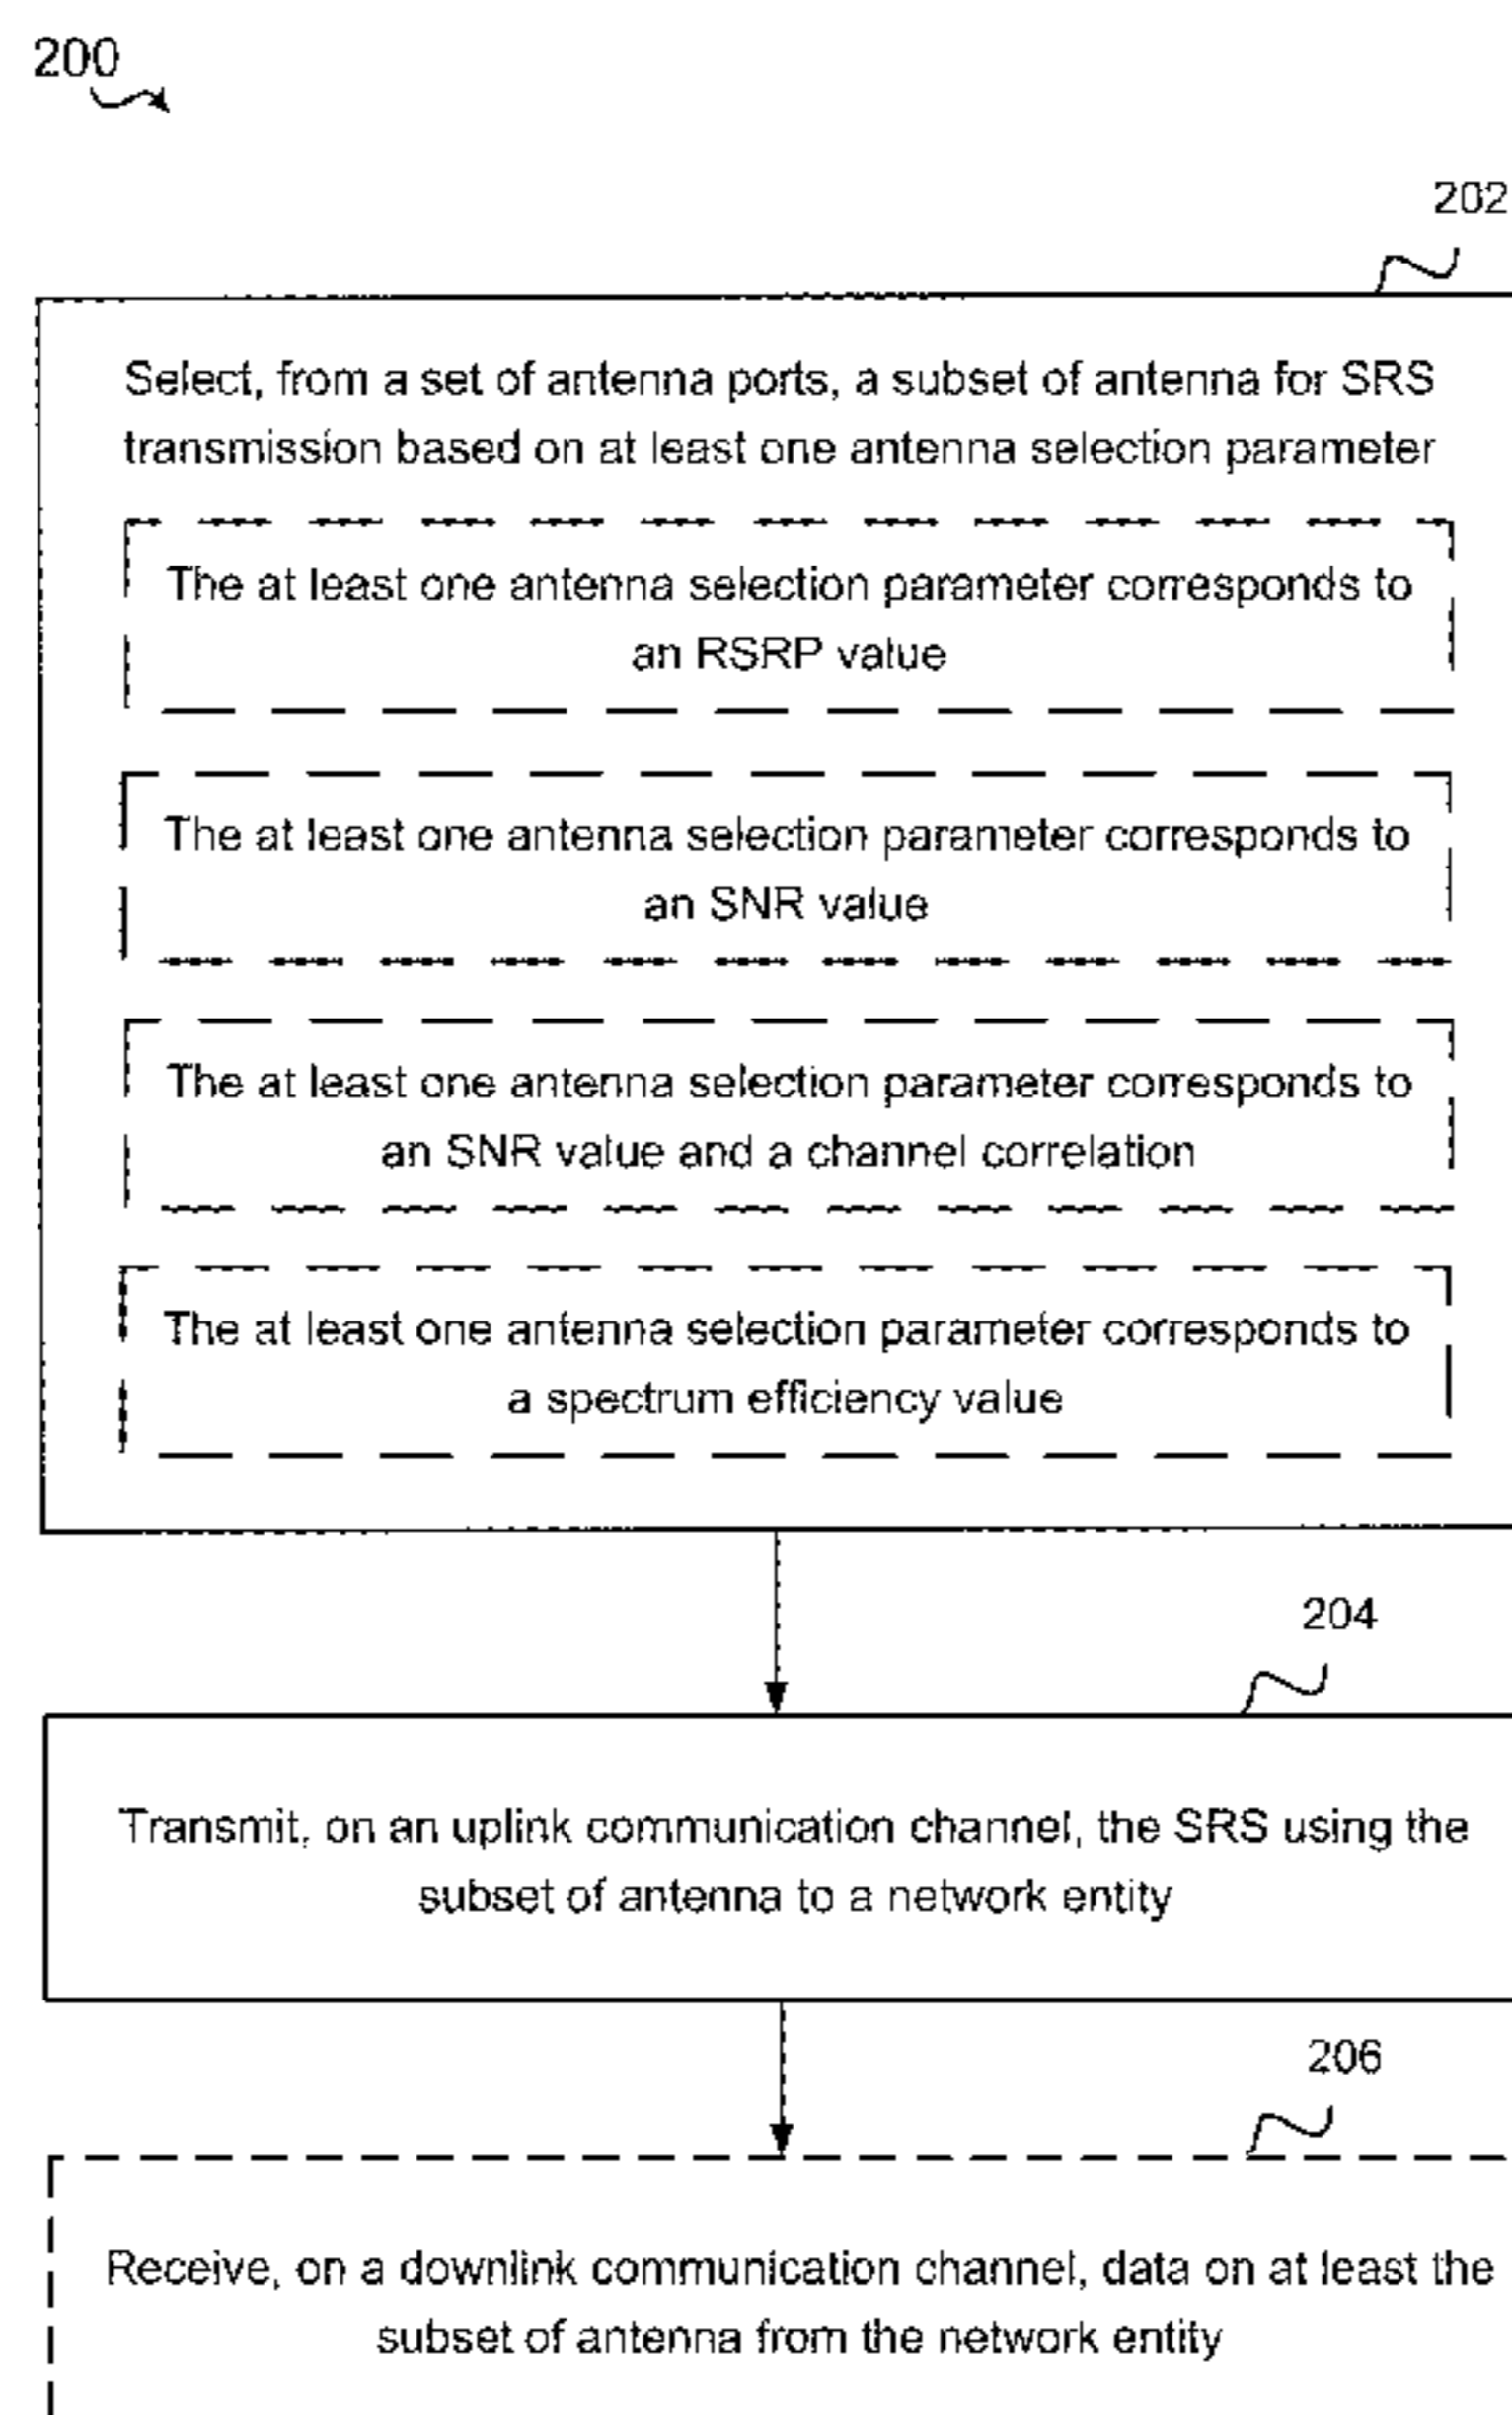 200
202
Select, from a set of antenna ports, a subset of antenna for SRS
transmission based on at least one antenna selection parameter
The at least one antenna selection parameter corresponds to
an RSRP value
The at least one antenna selection parameter corresponds to
an SNR value
The at least one antenna selection parameter corresponds to
an SNR value and a channel correlation
The at least one antenna selection parameter corresponds to
a spectrum efficiency value
204
Transmit, on an uplink communication channel, the SRS using the
subset of antenna to a network entity
206
Receive, on a downlink communication channel, data on at least the
subset of antenna from the network entity